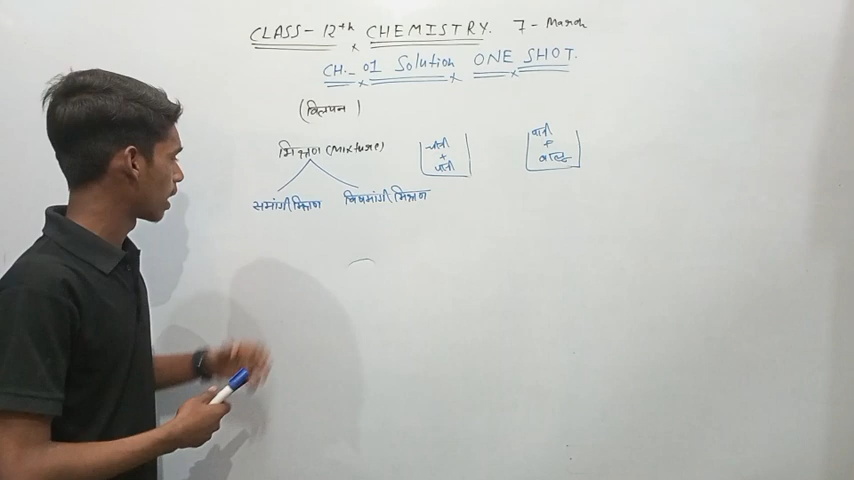 CLASS - 12th CHEMISTRY. 7 - March
CH. - 01 Solution ONE SHOT.
(विलयन)
मिश्रण (Mixture)
समांगी मिश्रण विषमांगी मिश्रण
चीनी
+
पानी
पानी
+
बालू